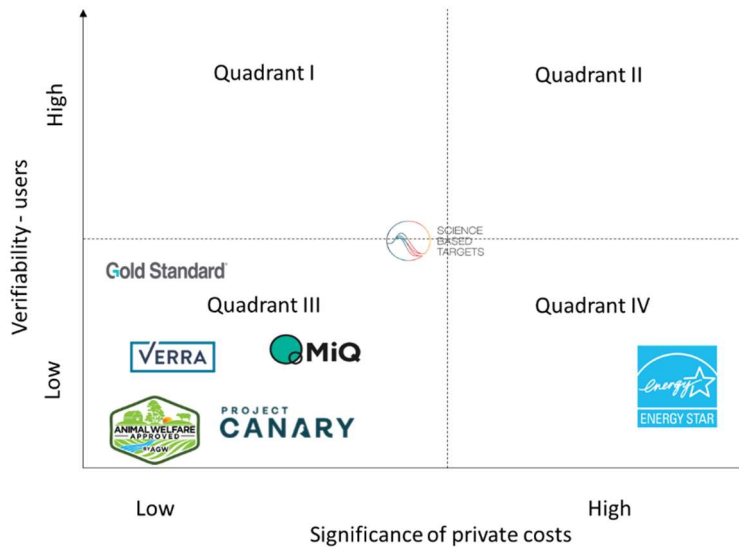 Quadrant I
Quadrant II
High
Verifiability - users
SCIENCE
BASED
TARGETS
Gold Standard®
Quadrant III
Quadrant IV
VERRA
MiQ
Low
energy
ENERGY STAR
ANIMAL WELFARE
APPROVED
BY AGW
PROJECT
CANARY
Low
High
Significance of private costs